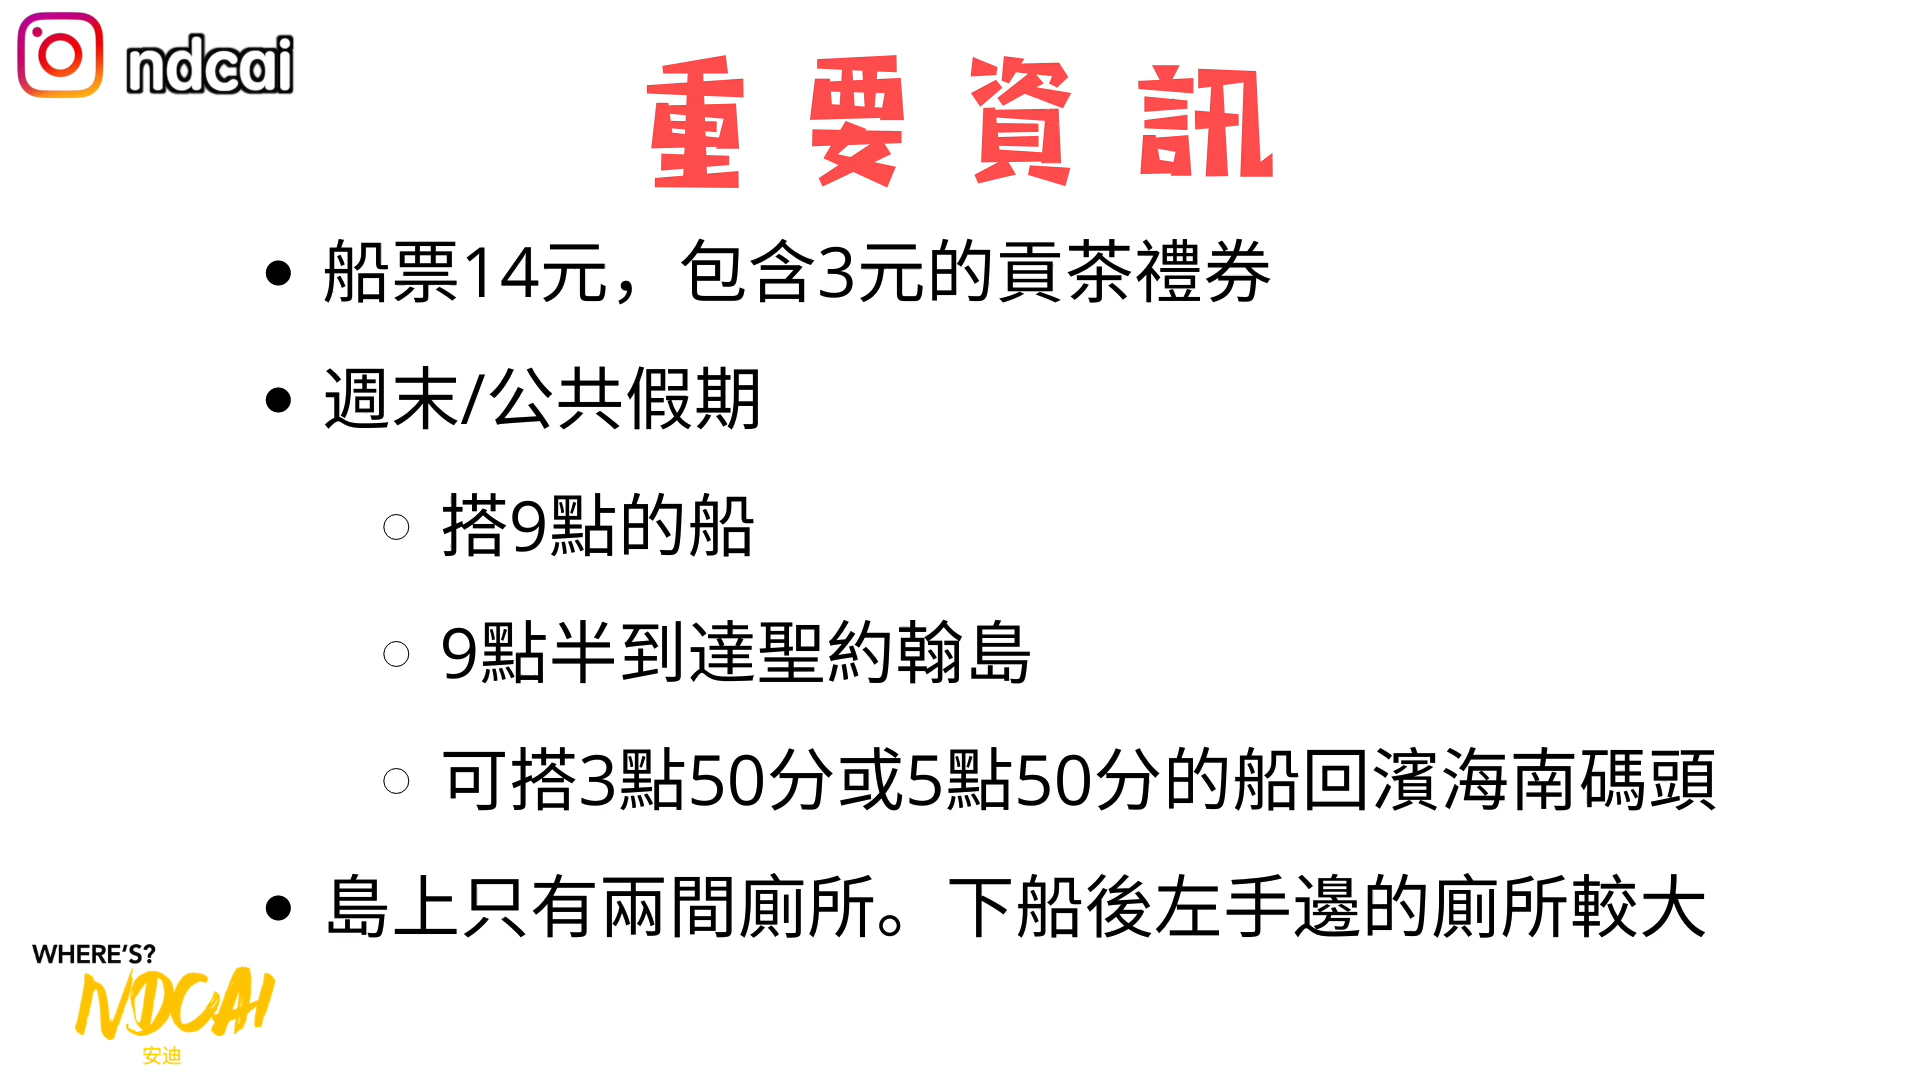 ndcai
重要資訊
• 船票14元，包含3元的貢茶禮券
• 週末/公共假期
○ 搭9點的船
○ 9點半到達聖約翰島
○ 可搭3點50分或5點50分的船回濱海南碼頭
• 島上只有兩間廁所。下船後左手邊的廁所較大
WHERE'S?
NDCAI
安迪